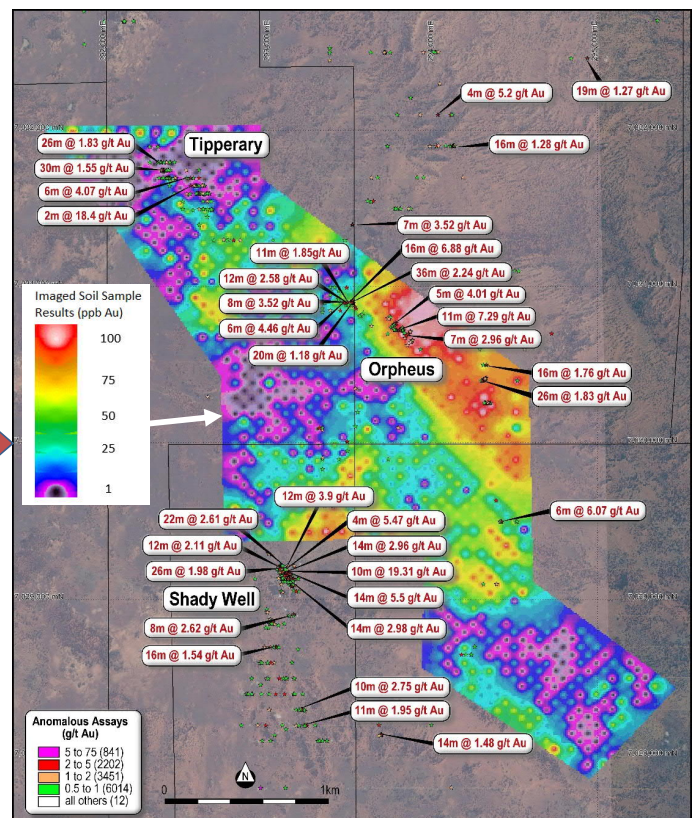 4m @ 5.2 g/t Au
19m @ 1.27 g/t Au
26m @ 1.83 g/t Au
Tipperary
16m @ 1.28 g/t Au
30m @ 1.55 g/t Au
6m @ 4.07 g/t Au
2m @ 18.4 g/t Au
7m @ 3.52 g/t Au
11m @ 1.85g/t Au
16m @ 6.88 g/t Au
12m @ 2.58 g/t Au
36m @ 2.24 g/t Au
8m @ 3.52 g/t Au
5m @ 4.01 g/t Au
6m @ 4.46 g/t Au
11m @ 7.29 g/t Au
20m @ 1.18 g/t Au
7m @ 2.96 g/t Au
Orpheus
16m @ 1.76 g/t Au
26m @ 1.83 g/t Au
Imaged Soil Sample
Results (ppb Au)
100
75
50
25
1
12m @ 3.9 g/t Au
6m @ 6.07 g/t Au
22m @ 2.61 g/t Au
4m @ 5.47 g/t Au
12m @ 2.11 g/t Au
14m @ 2.96 g/t Au
26m @ 1.98 g/t Au
10m @ 19.31 g/t Au
Shady Well
14m @ 5.5 g/t Au
8m @ 2.62 g/t Au
14m @ 2.98 g/t Au
16m @ 1.54 g/t Au
10m @ 2.75 g/t Au
11m @ 1.95 g/t Au
14m @ 1.48 g/t Au
Anomalous Assays
(g/t Au)
5 to 75 (841)
2 to 5 (2202)
1 to 2 (3451)
0.5 to 1 (6014)
all others (12)
N
0 1km